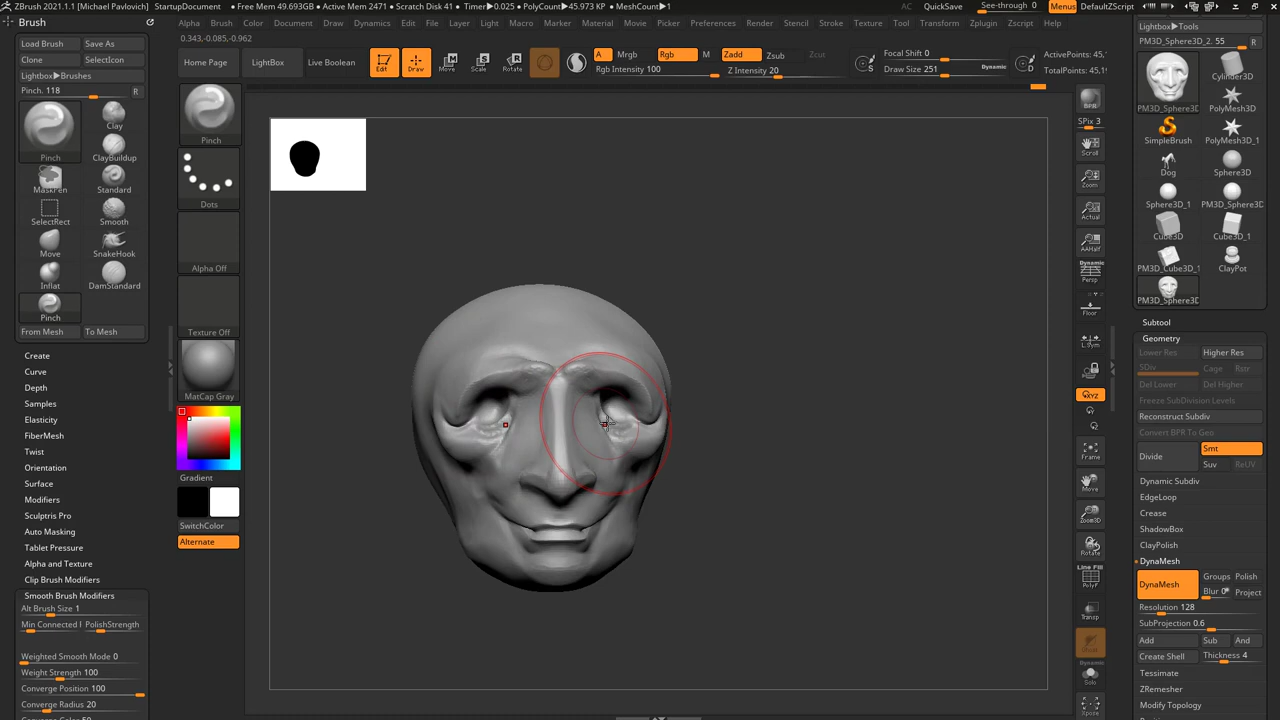 ZBrush 2021.1.1 [Michael Pavlovich] StartupDocument • Free Mem 49.693GB • Active Mem 2471 • Scratch Disk 41 • Timer▶0.025 • PolyCount▶45.973 KP • MeshCount▶1 AC QuickSave See-through 0 Menus DefaultZScript
Brush
Alpha Brush Color Document Draw Dynamics Edit File Layer Light Macro Marker Material Movie Picker Preferences Render Stencil Stroke Texture Tool Transform Zplugin Zscript Help
0.343,-0.085,-0.962
Load Brush Save As
Clone SelectIcon
Lightbox▶Brushes
Pinch. 118 R
Pinch
Clay
ClayBuildup
MaskPen
Standard
SelectRect
Smooth
Move
SnakeHook
Inflat
DamStandard
Pinch
From Mesh To Mesh
Create
Curve
Depth
Samples
Elasticity
FiberMesh
Twist
Orientation
Surface
Modifiers
Sculptris Pro
Auto Masking
Tablet Pressure
Alpha and Texture
Clip Brush Modifiers
Smooth Brush Modifiers
Alt Brush Size 1
Min Connected PolishStrength
Weighted Smooth Mode 0
Weight Strength 100
Converge Position 100
Converge Radius 20
Home Page LightBox Live Boolean
Edit Draw Move Scale Rotate
A Mrgb Rgb M Zadd Zsub Zcut
Rgb Intensity 100 Z Intensity 20
Focal Shift 0
Draw Size 251 Dynamic
S D
ActivePoints: 45,
TotalPoints: 45,1
Pinch
Dots
Alpha Off
Texture Off
MatCap Gray
Gradient
SwitchColor
Alternate
BPR
SPix 3
Scroll
Zoom
Actual
AAHalf
Dynamic
Persp
Floor
L.Sym
XYZ
Frame
Move
Zoom3D
Rotate
Line Fill
PolyF
Transp
Dynamic
Solo
Xpose
Lightbox▶Tools
PM3D_Sphere3D_2. 55 R
PM3D_Sphere3D
Cylinder3D
PolyMesh3D
SimpleBrush PolyMesh3D_1
Dog Sphere3D
Sphere3D_1 PM3D_Sphere3D
Cube3D Cube3D_1
PM3D_Cube3D_1 ClayPot
PM3D_Sphere3D
Subtool
Geometry
Lower Res Higher Res
SDiv Cage Rstr
Del Lower Del Higher
Freeze SubDivision Levels
Reconstruct Subdiv
Convert BPR To Geo
Divide Smt
Suv ReUV
Dynamic Subdiv
EdgeLoop
Crease
ShadowBox
ClayPolish
DynaMesh
DynaMesh Groups Polish
Blur Project
Resolution 128
SubProjection 0.6
Add Sub And
Create Shell Thickness 4
Tessimate
ZRemesher
Modify Topology